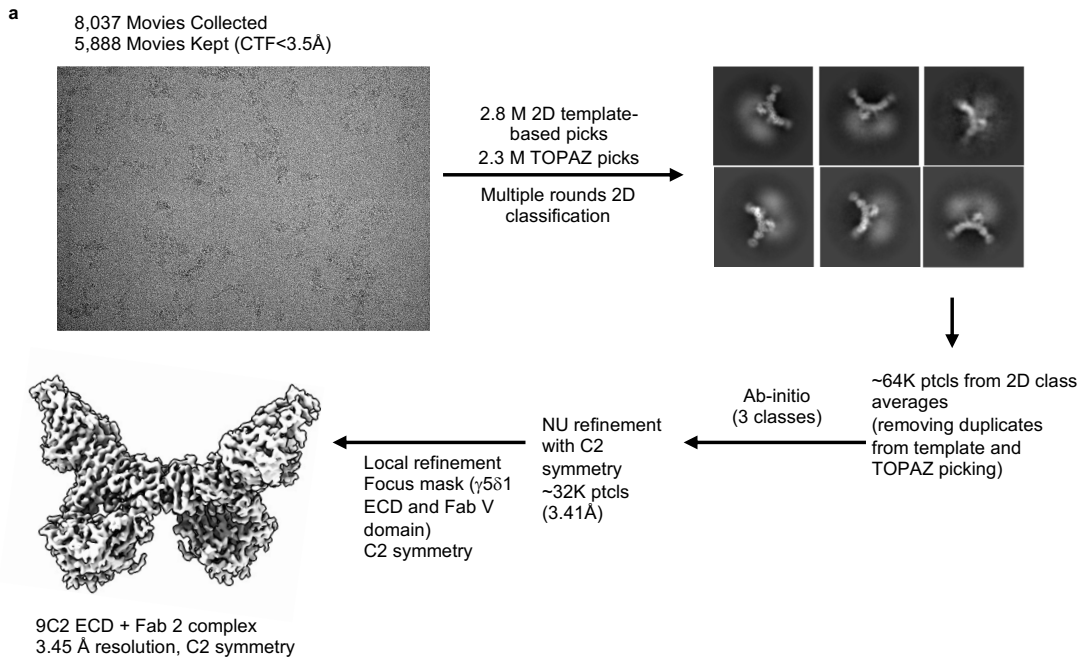 a
8,037 Movies Collected
5,888 Movies Kept (CTF<3.5Å)
2.8 M 2D template-
based picks
2.3 M TOPAZ picks
Multiple rounds 2D
classification
~64K ptcls from 2D class
averages
(removing duplicates
from template and
TOPAZ picking)
Ab-initio
(3 classes)
NU refinement
with C2
symmetry
~32K ptcls
(3.41Å)
Local refinement
Focus mask (γ5δ1
ECD and Fab V
domain)
C2 symmetry
9C2 ECD + Fab 2 complex
3.45 Å resolution, C2 symmetry